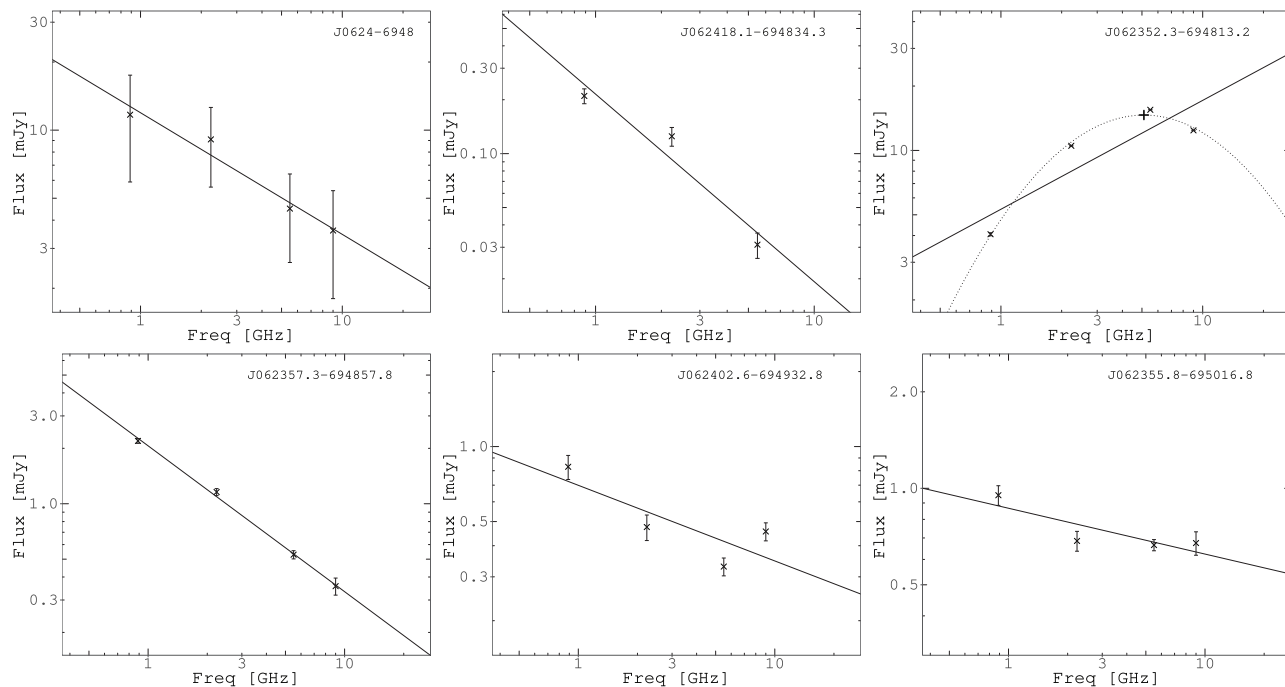 J0624-6948
30
10
3
Flux [mJy]
1
3
10
Freq [GHz]
J062418.1-694834.3
0.30
0.10
0.03
Flux [mJy]
1
3
10
Freq [GHz]
J062352.3-694813.2
30
10
3
Flux [mJy]
1
3
10
Freq [GHz]
J062357.3-694857.8
3.0
1.0
0.3
Flux [mJy]
1
3
10
Freq [GHz]
J062402.6-694932.8
1.0
0.5
0.3
Flux [mJy]
1
3
10
Freq [GHz]
J062355.8-695016.8
2.0
1.0
0.5
Flux [mJy]
1
3
10
Freq [GHz]